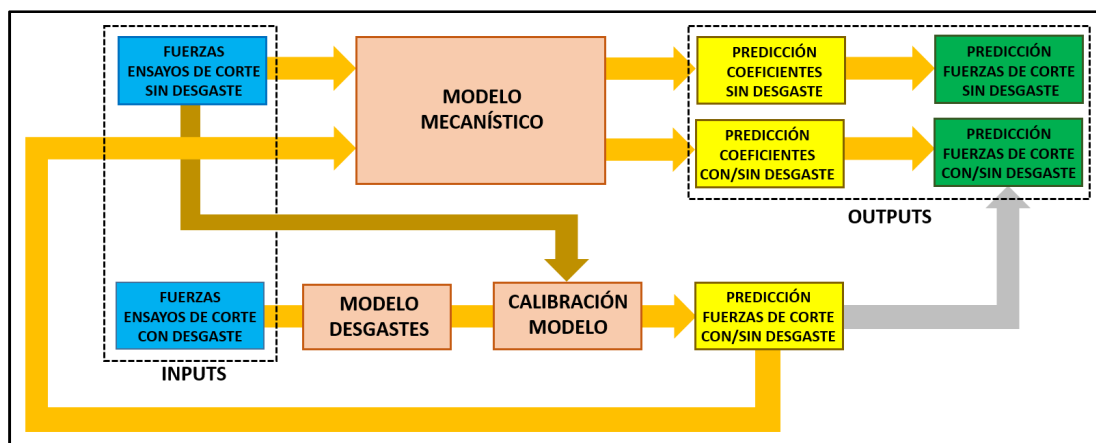 FUERZAS
ENSAYOS DE CORTE
SIN DESGASTE
MODELO
MECANÍSTICO
PREDICCIÓN
COEFICIENTES
SIN DESGASTE
PREDICCIÓN
FUERZAS DE CORTE
SIN DESGASTE
PREDICCIÓN
COEFICIENTES
CON/SIN DESGASTE
PREDICCIÓN
FUERZAS DE CORTE
CON/SIN DESGASTE
OUTPUTS
FUERZAS
ENSAYOS DE CORTE
CON DESGASTE
MODELO
DESGASTES
CALIBRACIÓN
MODELO
PREDICCIÓN
FUERZAS DE CORTE
CON/SIN DESGASTE
INPUTS